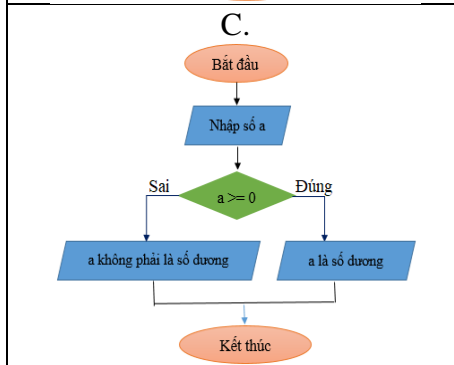 C.
Bắt đầu
Nhập số a
Sai
Đúng
a >= 0
a không phải là số dương
a là số dương
Kết thúc